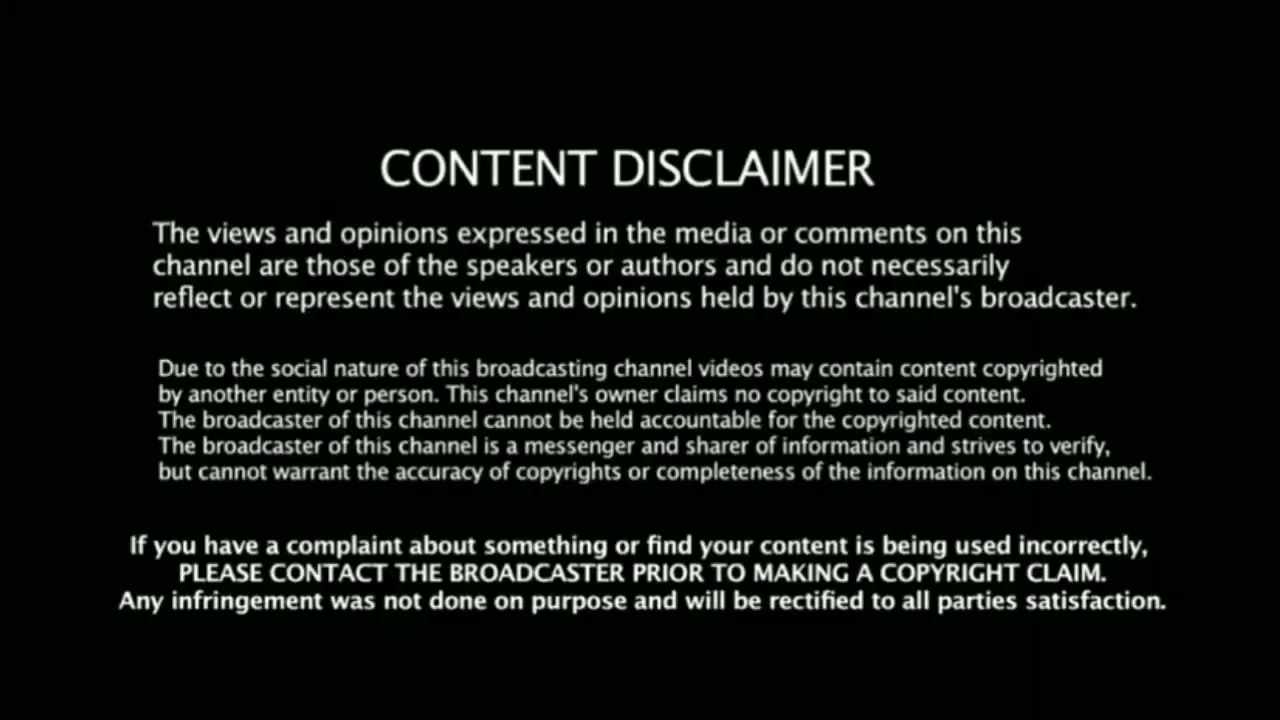 CONTENT DISCLAIMER
The views and opinions expressed in the media or comments on this
channel are those of the speakers or authors and do not necessarily
reflect or represent the views and opinions held by this channel's broadcaster.
Due to the social nature of this broadcasting channel videos may contain content copyrighted
by another entity or person. This channel's owner claims no copyright to said content.
The broadcaster of this channel cannot be held accountable for the copyrighted content.
The broadcaster of this channel is a messenger and sharer of information and strives to verify,
but cannot warrant the accuracy of copyrights or completeness of the information on this channel.
If you have a complaint about something or find your content is being used incorrectly,
PLEASE CONTACT THE BROADCASTER PRIOR TO MAKING A COPYRIGHT CLAIM.
Any infringement was not done on purpose and will be rectified to all parties satisfaction.